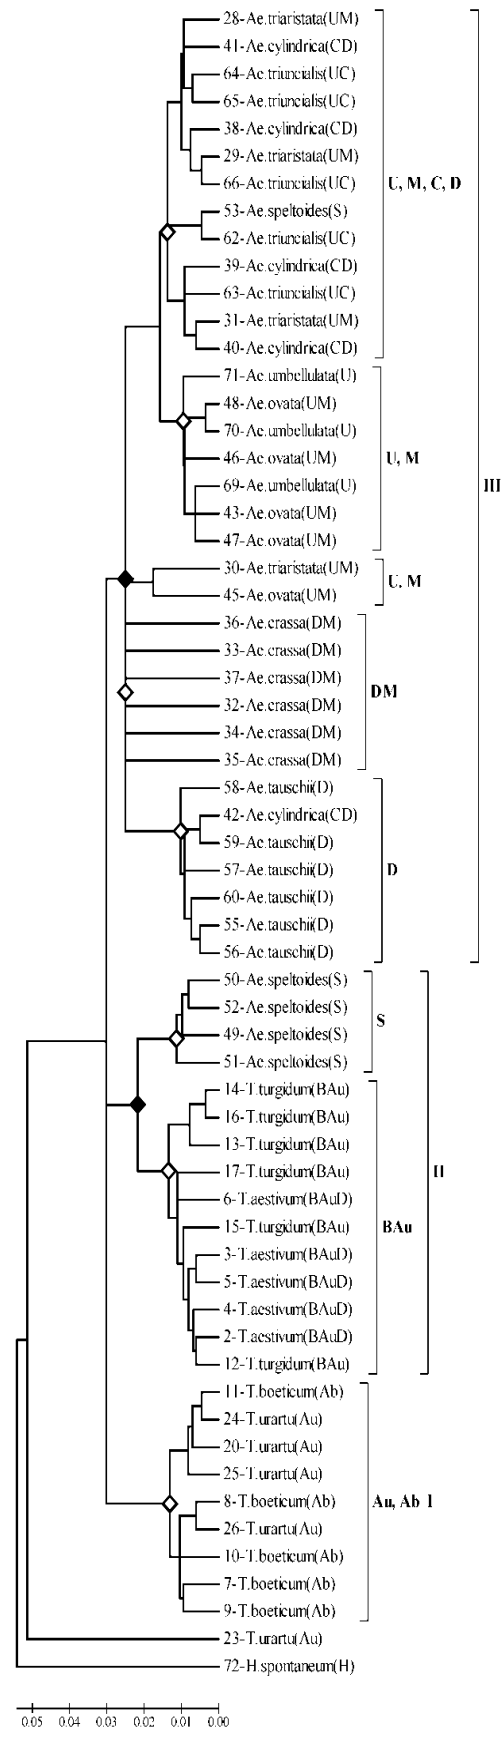 28-Ae.triaristata(UM)
41-Ae.cylindrica(CD)
64-Ae.triuncialis(UC)
65-Ae.triuncialis(UC)
38-Ae.cylindrica(CD)
29-Ae.triaristata(UM)
66-Ae.triuncialis(UC)
U, M, C, D
53-Ae.speltoides(S)
62-Ae.triuncialis(UC)
39-Ae.cylindrica(CD)
63-Ae.triuncialis(UC)
31-Ae.triaristata(UM)
40-Ae.cylindrica(CD)
71-Ae.umbellulata(U)
48-Ae.ovata(UM)
70-Ae.umbellulata(U)
46-Ae.ovata(UM)
U, M
69-Ae.umbellulata(U)
III
43-Ae.ovata(UM)
47-Ae.ovata(UM)
30-Ae.triaristata(UM)
U, M
45-Ae.ovata(UM)
36-Ae.crassa(DM)
33-Ae.crassa(DM)
37-Ae.crassa(DM)
DM
32-Ae.crassa(DM)
34-Ae.crassa(DM)
35-Ae.crassa(DM)
58-Ae.tauschii(D)
42-Ae.cylindrica(CD)
59-Ae.tauschii(D)
57-Ae.tauschii(D)
D
60-Ae.tauschii(D)
55-Ae.tauschii(D)
56-Ae.tauschii(D)
50-Ae.speltoides(S)
52-Ae.speltoides(S)
S
49-Ae.speltoides(S)
51-Ae.speltoides(S)
14-T.turgidum(BAu)
16-T.turgidum(BAu)
13-T.turgidum(BAu)
17-T.turgidum(BAu)
II
6-T.aestivum(BAuD)
15-T.turgidum(BAu)
BAu
3-T.aestivum(BAuD)
5-T.aestivum(BAuD)
4-T.aestivum(BAuD)
2-T.aestivum(BAuD)
12-T.turgidum(BAu)
11-T.boeticum(Ab)
24-T.urartu(Au)
20-T.urartu(Au)
25-T.urartu(Au)
8-T.boeticum(Ab)
Au, Ab I
26-T.urartu(Au)
10-T.boeticum(Ab)
7-T.boeticum(Ab)
9-T.boeticum(Ab)
23-T.urartu(Au)
72-H.spontaneum(H)
0.05 0.04 0.03 0.02 0.01 0.00